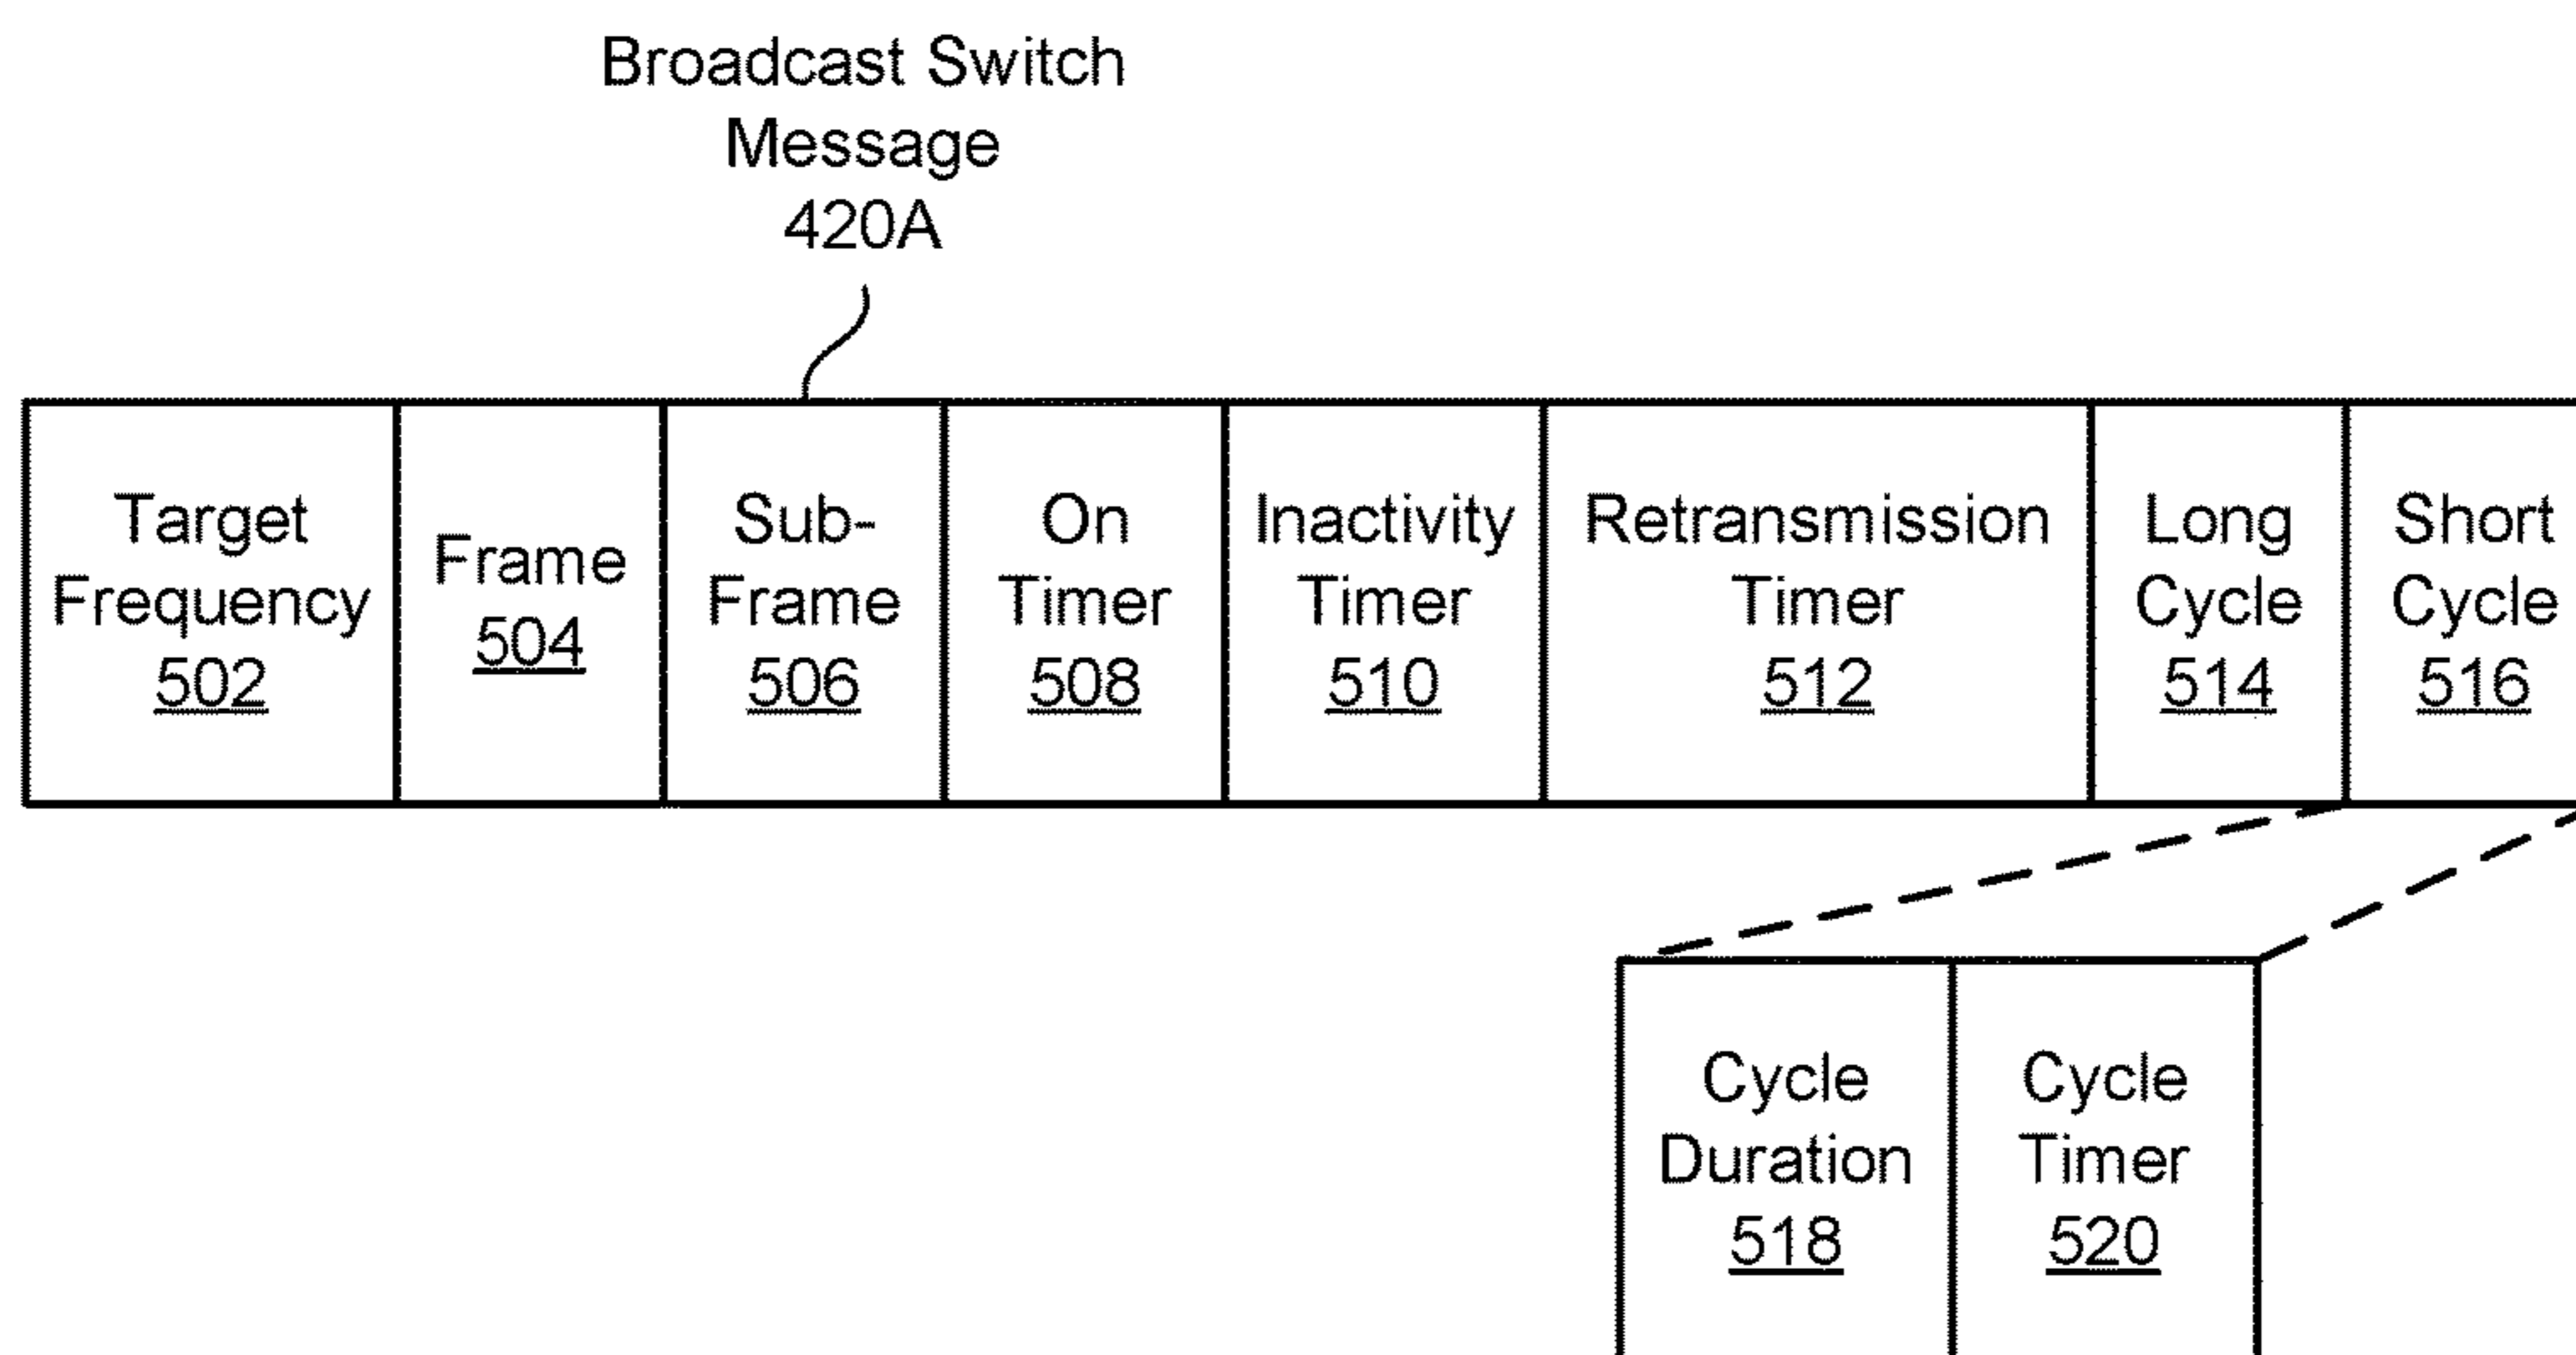 Broadcast Switch
Message
420A
Target
Frequency
502
Frame
504
Sub-
Frame
506
On
Timer
508
Inactivity
Timer
510
Retransmission
Timer
512
Long
Cycle
514
Short
Cycle
516
Cycle
Duration
518
Cycle
Timer
520